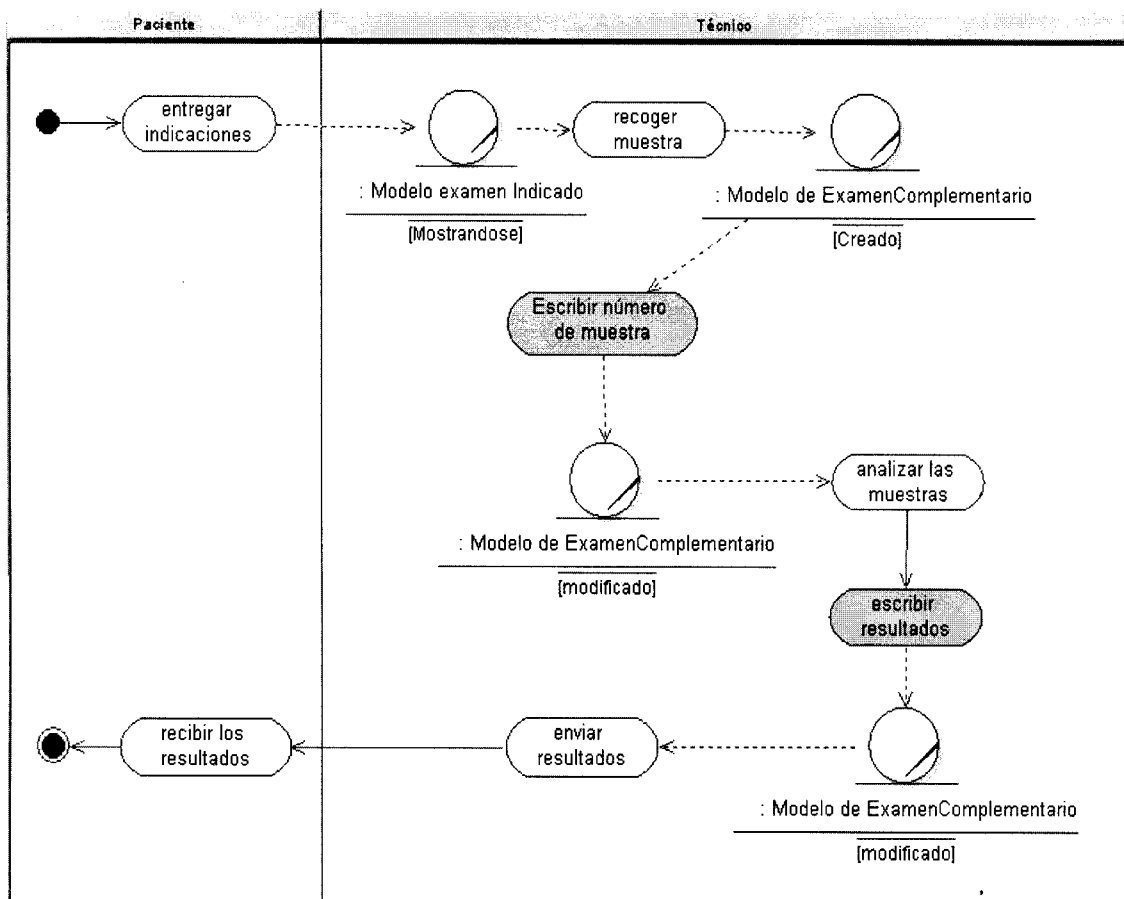 Paciente
Técnico
entregar
indicaciones
recoger
muestra
: Modelo examen Indicado
[Mostrandose]
: Modelo de ExamenComplementario
[Creado]
Escribir número
de muestra
: Modelo de ExamenComplementario
[modificado]
analizar las
muestras
escribir
resultados
recibir los
resultados
enviar
resultados
: Modelo de ExamenComplementario
[modificado]